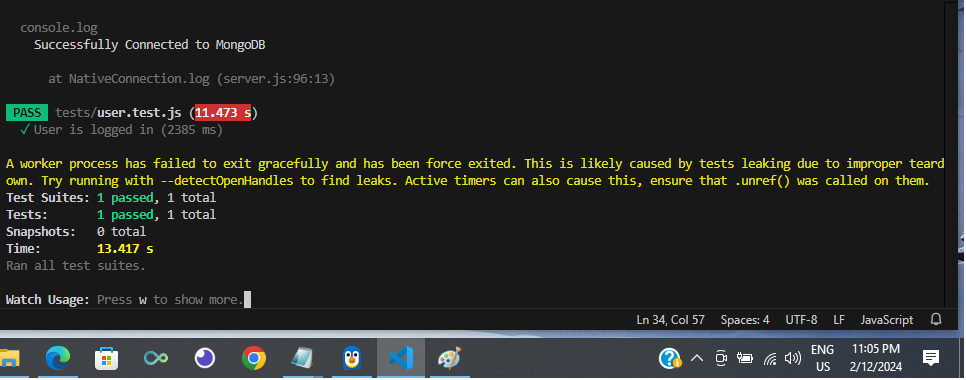 console.log
Successfully Connected to MongoDB
at NativeConnection.log (server.js:96:13)
PASS tests/user.test.js (11.473 s)
✓ User is logged in (2385 ms)
A worker process has failed to exit gracefully and has been force exited. This is likely caused by tests leaking due to improper teard
own. Try running with --detectOpenHandles to find leaks. Active timers can also cause this, ensure that .unref() was called on them.
Test Suites: 1 passed, 1 total
Tests: 1 passed, 1 total
Snapshots: 0 total
Time: 13.417 s
Ran all test suites.
Watch Usage: Press w to show more.
Ln 34, Col 57 Spaces: 4 UTF-8 LF JavaScript
ENG
US
11:05 PM
2/12/2024